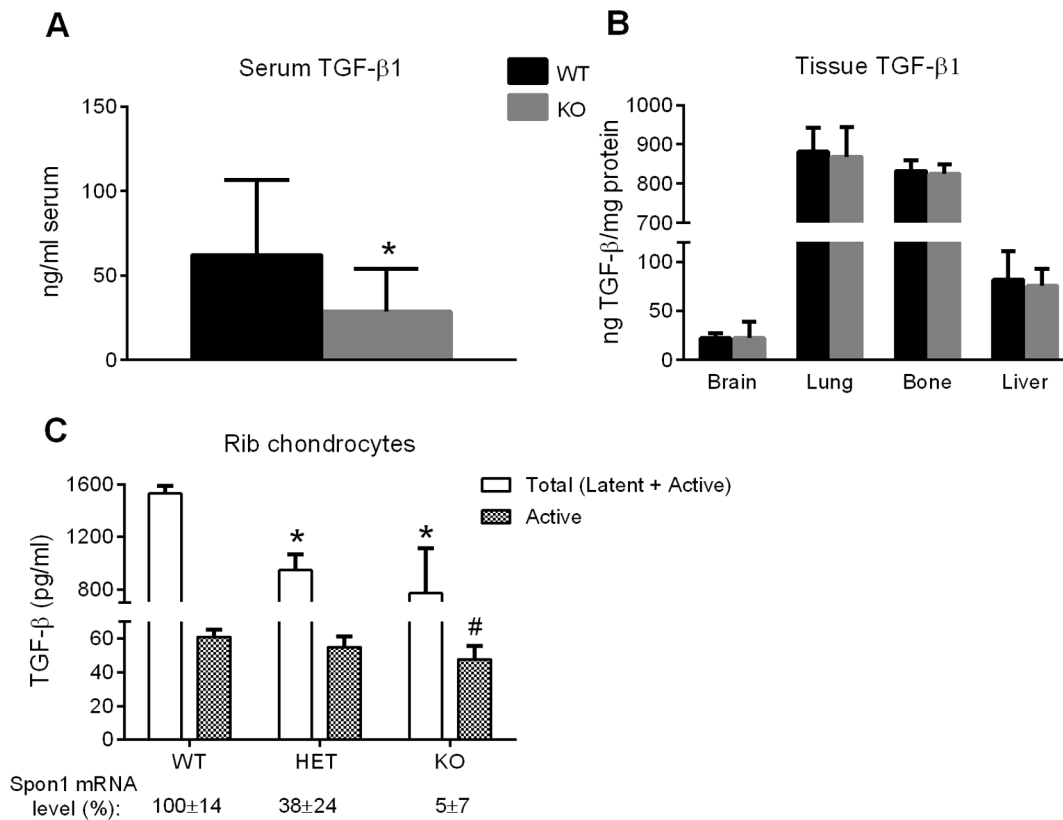 A
Serum TGF-β1
WT
KO
150
100
50
0
ng/ml serum
*
B
Tissue TGF-β1
1000
900
800
700
100
50
0
ng TGF-β/mg protein
Brain Lung Bone Liver
C
Rib chondrocytes
Total (Latent + Active)
Active
1600
1200
800
60
40
20
0
TGF-β (pg/ml)
* *
#
WT HET KO
Spon1 mRNA
level (%): 100±14 38±24 5±7